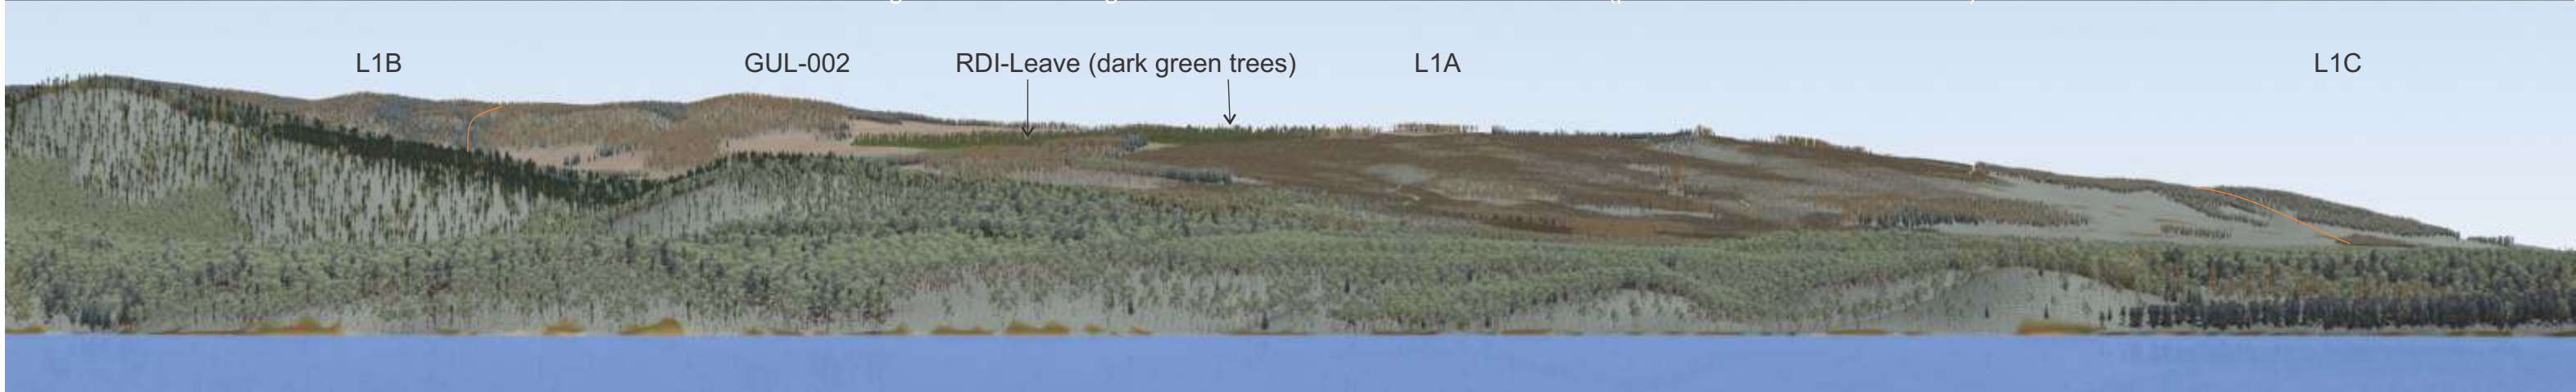 L1B GUL-002 RDI-Leave (dark green trees) L1A L1C